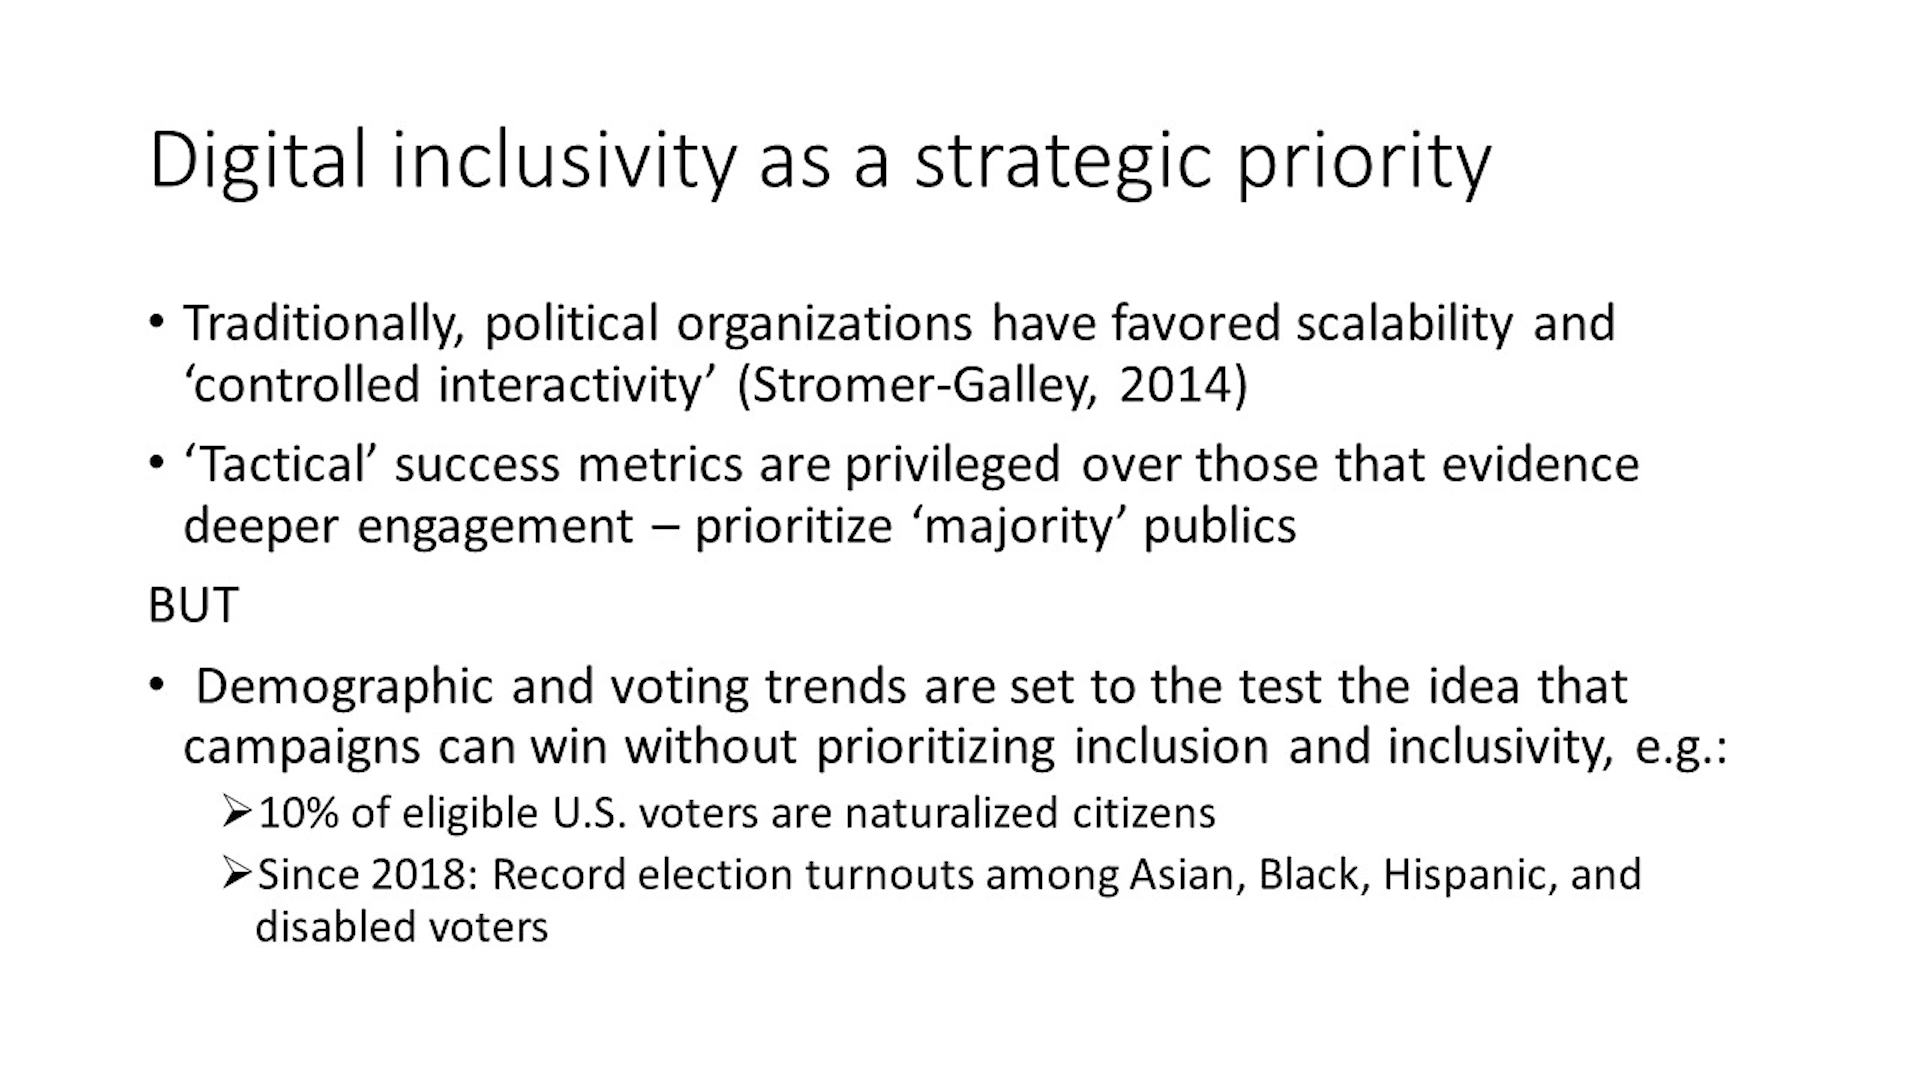 Digital inclusivity as a strategic priority
• Traditionally, political organizations have favored scalability and
‘controlled interactivity’ (Stromer-Galley, 2014)
• ‘Tactical’ success metrics are privileged over those that evidence
deeper engagement – prioritize ‘majority’ publics
BUT
• Demographic and voting trends are set to the test the idea that
campaigns can win without prioritizing inclusion and inclusivity, e.g.:
➢10% of eligible U.S. voters are naturalized citizens
➢Since 2018: Record election turnouts among Asian, Black, Hispanic, and
disabled voters